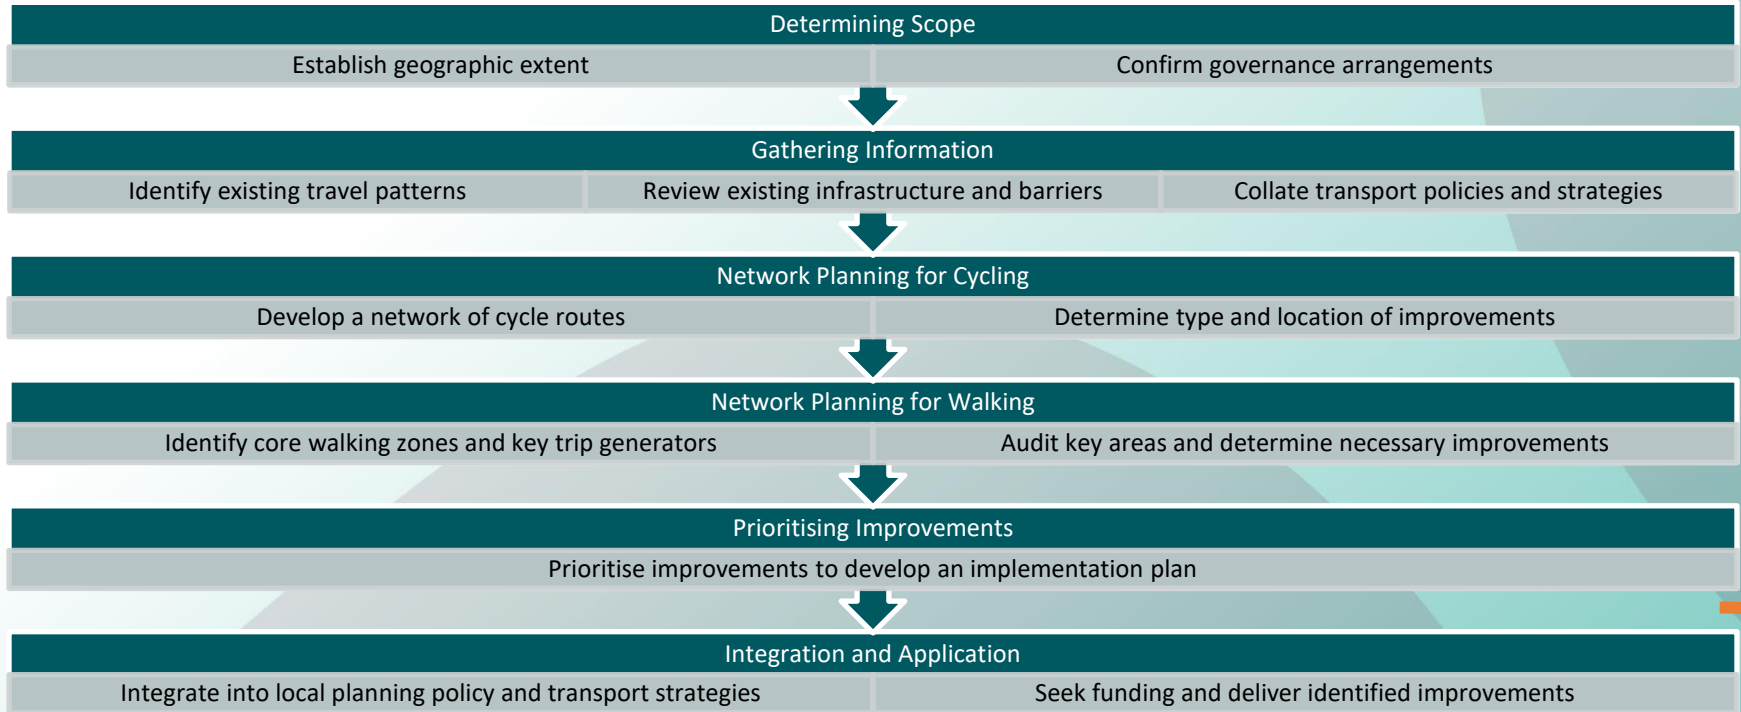 Determining Scope
Establish geographic extent
Confirm governance arrangements
Gathering Information
Identify existing travel patterns
Review existing infrastructure and barriers
Collate transport policies and strategies
Network Planning for Cycling
Develop a network of cycle routes
Determine type and location of improvements
Network Planning for Walking
Identify core walking zones and key trip generators
Audit key areas and determine necessary improvements
Prioritising Improvements
Prioritise improvements to develop an implementation plan
Integration and Application
Integrate into local planning policy and transport strategies
Seek funding and deliver identified improvements